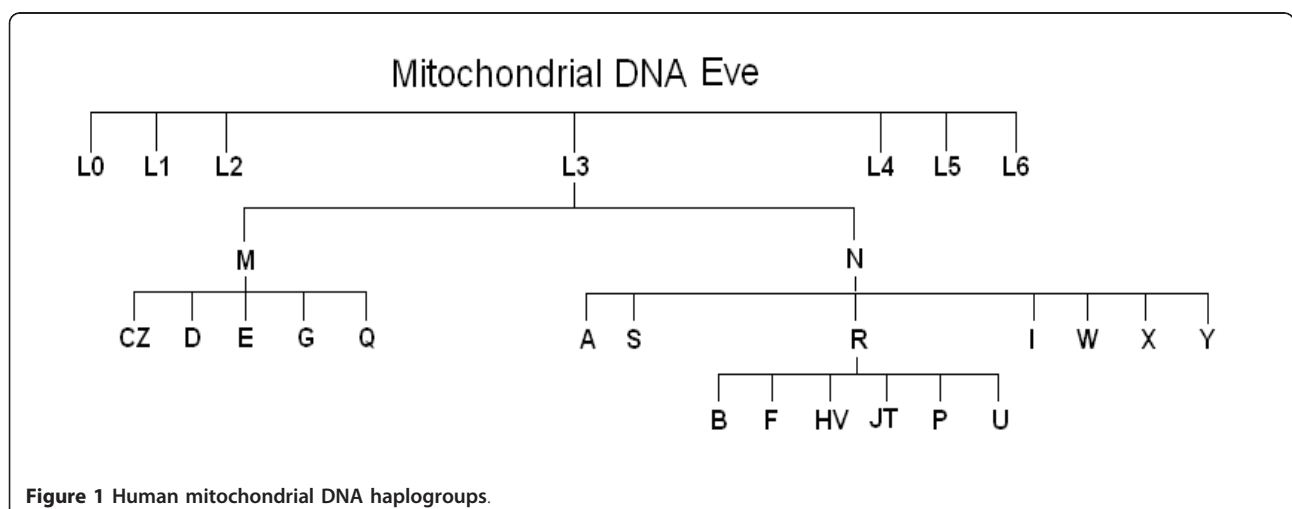 Mitochondrial DNA Eve
L0 L1 L2 L3 L4 L5 L6
M N
CZ D E G Q A S R I W X Y
B F HV JT P U
Figure 1 Human mitochondrial DNA haplogroups.